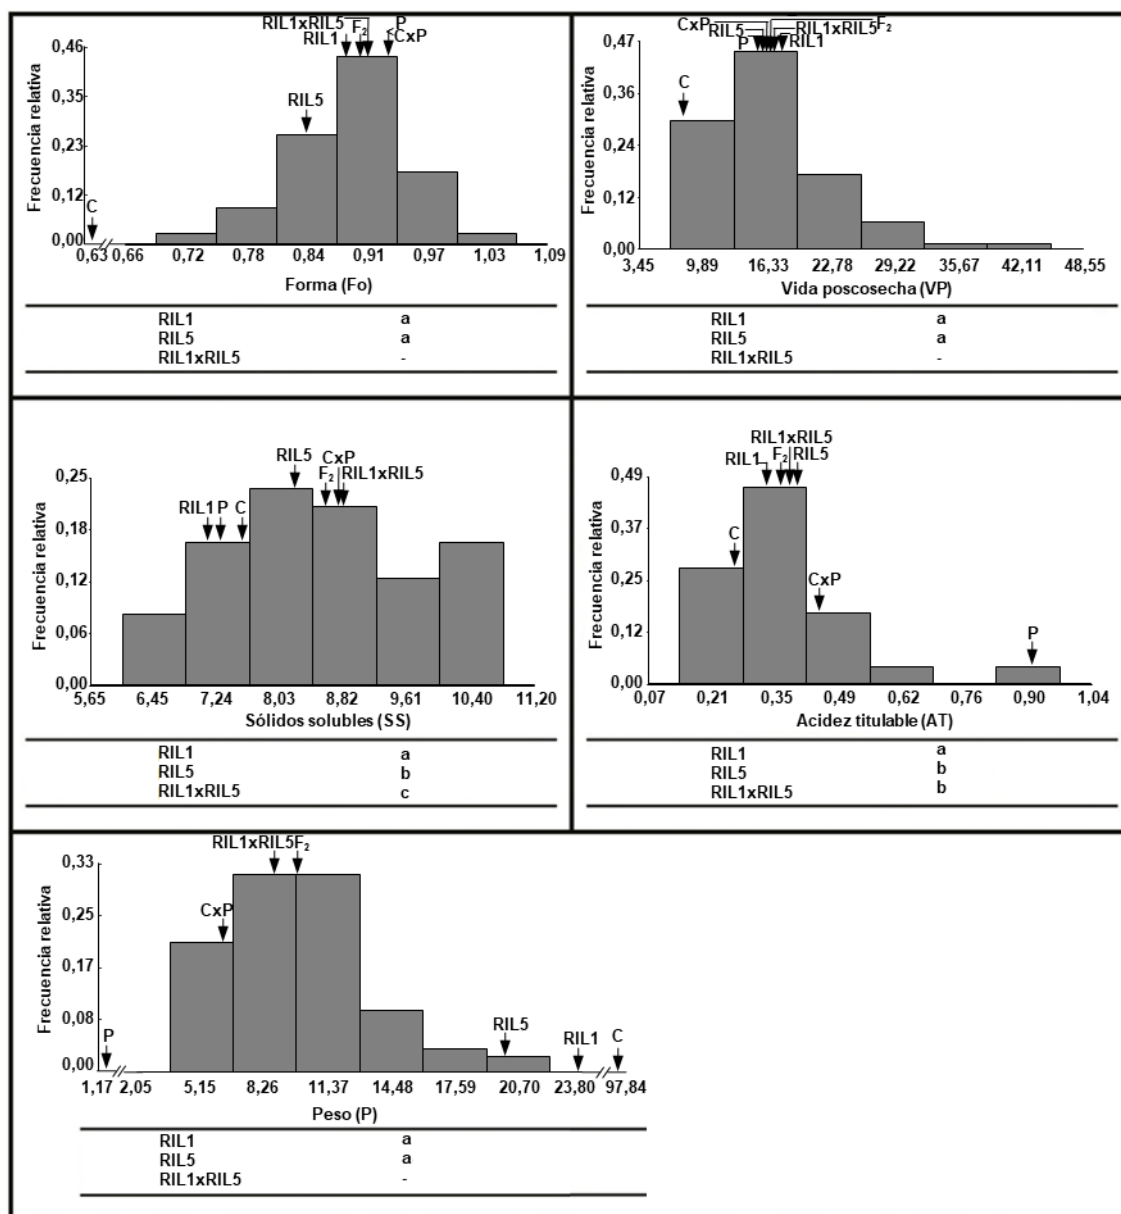 RIL1xRIL5
P
F₂
<
CxP
RIL1
RIL5
C
Frecuencia relativa
0,46
0,35
0,23
0,12
0,00
0,63 0,66 0,72 0,78 0,84 0,91 0,97 1,03 1,09
Forma (Fo)
RIL1 a
RIL5 a
RIL1xRIL5 -
CxP
F₂
RIL5
RIL1xRIL5
P
RIL1
C
Frecuencia relativa
0,47
0,36
0,24
0,12
0,00
3,45 9,89 16,33 22,78 29,22 35,67 42,11 48,55
Vida poscosecha (VP)
RIL1 a
RIL5 a
RIL1xRIL5 -
RIL5
CxP
F₂ RIL1xRIL5
RIL1 P C
Frecuencia relativa
0,25
0,18
0,12
0,06
0,00
5,65 6,45 7,24 8,03 8,82 9,61 10,40 11,20
Sólidos solubles (SS)
RIL1 a
RIL5 b
RIL1xRIL5 c
RIL1xRIL5
RIL1 F₂ RIL5
C
CxP
P
Frecuencia relativa
0,49
0,37
0,25
0,12
0,00
0,07 0,21 0,35 0,49 0,62 0,76 0,90 1,04
Acidez titulable (AT)
RIL1 a
RIL5 b
RIL1xRIL5 b
RIL1xRIL5 F₂
CxP
P
RIL5
RIL1
C
Frecuencia relativa
0,33
0,25
0,17
0,08
0,00
1,17 2,05 5,15 8,26 11,37 14,48 17,59 20,70 23,80 97,84
Peso (P)
RIL1 a
RIL5 a
RIL1xRIL5 -